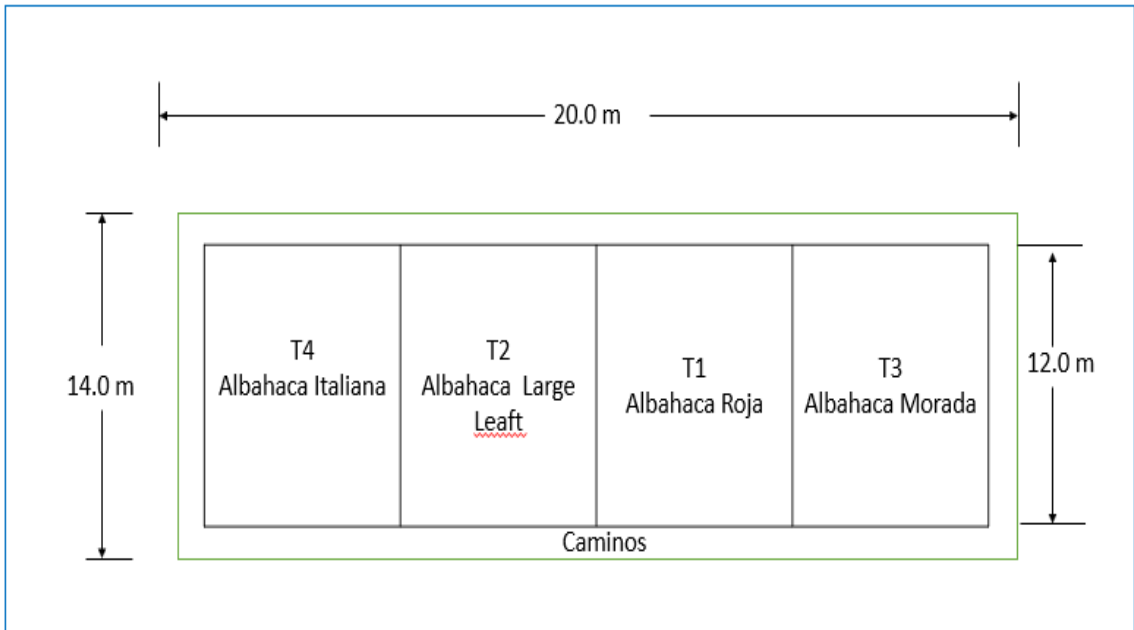 20.0 m
14.0 m
T4
Albahaca Italiana
T2
Albahaca Large
Leaft
T1
Albahaca Roja
T3
Albahaca Morada
12.0 m
Caminos